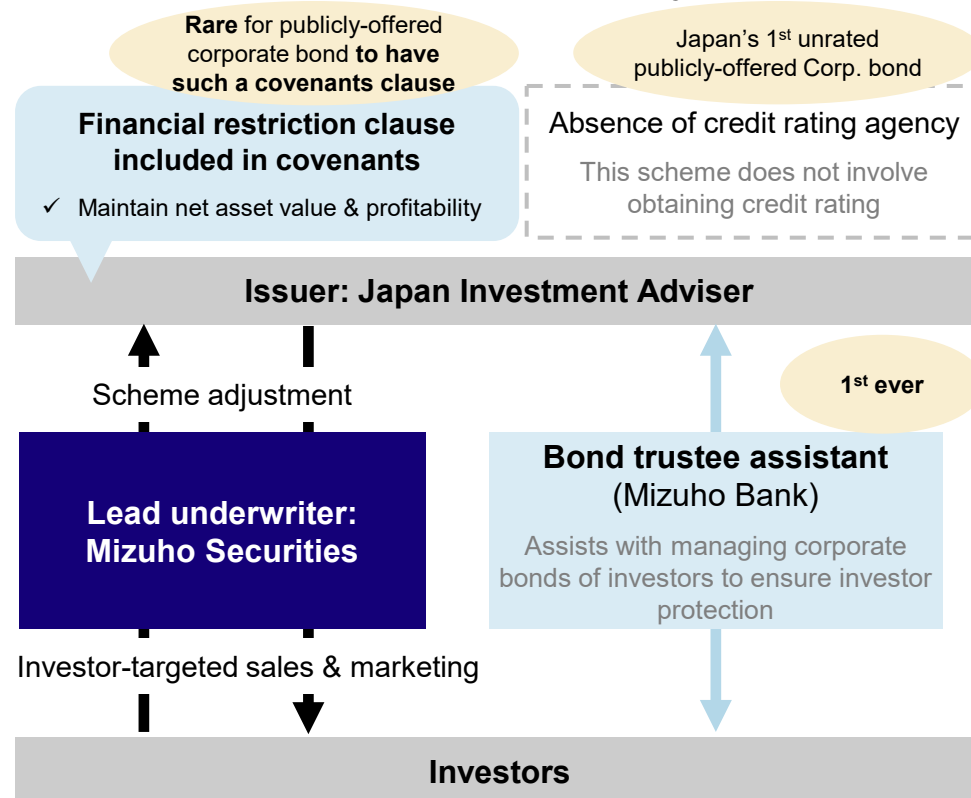 Rare for publicly-offered
corporate bond to have
such a covenants clause
Japan's 1st unrated
publicly-offered Corp. bond
Financial restriction clause
included in covenants
✓ Maintain net asset value & profitability
Absence of credit rating agency
This scheme does not involve
obtaining credit rating
Issuer: Japan Investment Adviser
Scheme adjustment
1st ever
Lead underwriter:
Mizuho Securities
Bond trustee assistant
(Mizuho Bank)
Assists with managing corporate
bonds of investors to ensure investor
protection
Investor-targeted sales & marketing
Investors